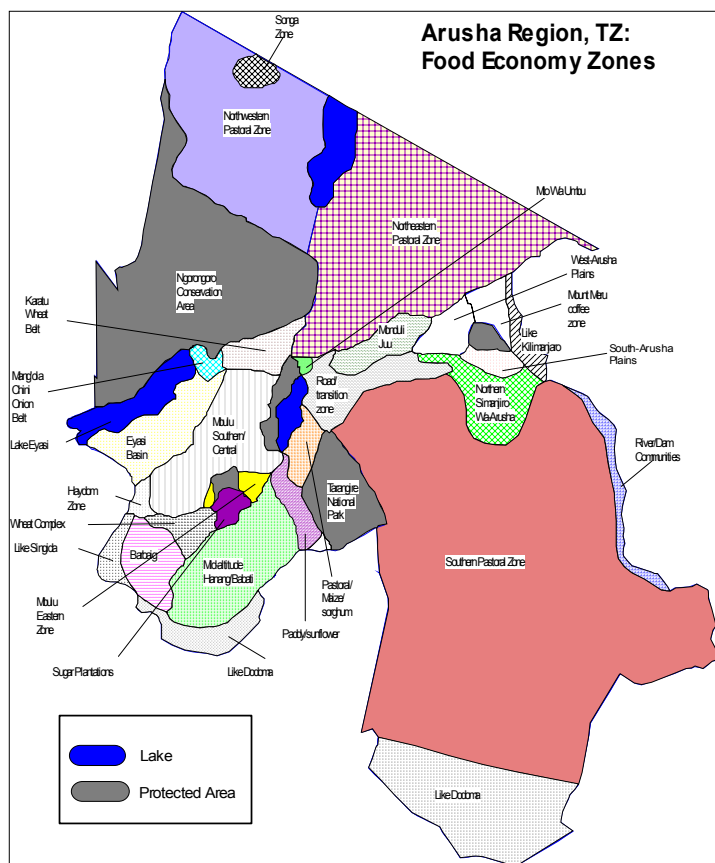 Arusha Region, TZ:
Food Economy Zones
Songa
Zone
Northwestern
Pastoral Zone
Mto Wa Umbu
Northeastern
Pastoral Zone
West-Arusha
Plains
Mount Meru
coffee
zone
Ngorongoro
Conservation
Area
Karatu
Wheat
Belt
Monduli
Juu
Like
Kilimanjaro
South-Arusha
Plains
Mang'ola
Chini
Onion
Belt
Road/
transition
zone
Northern
Simanjiro
WaArusha
Lake Eyasi
Eyasi
Basin
Mbulu
Southern/
Central
River/Dam
Communities
Haydom
Zone
Tarangire
National
Park
Wheat Complex
Like Singida
Barbaig
Mid-altitude
Hanang/Babati
Southern Pastoral Zone
Mbulu
Eastern
Zone
Pastoral/
Maize/
sorghum
Paddy/sunflower
Sugar Plantations
Like Dodoma
Lake
Protected Area
Like Dodoma